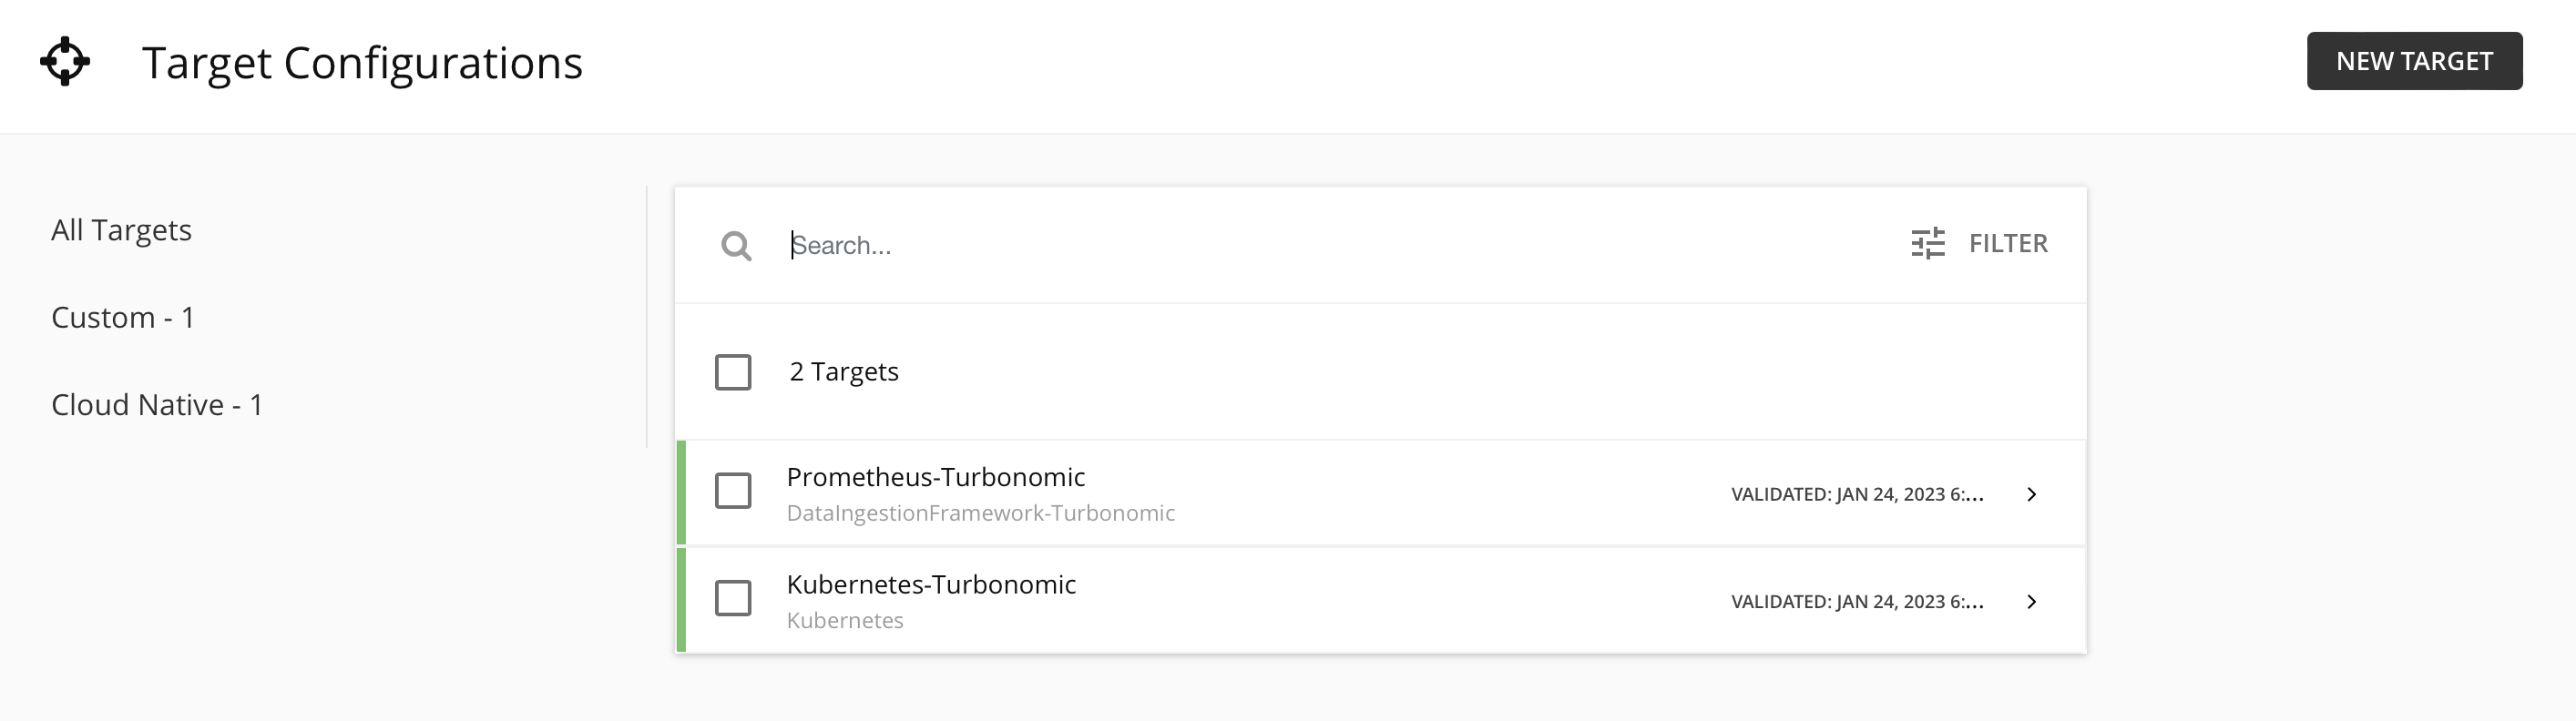 Target Configurations
NEW TARGET
All Targets
Custom - 1
Cloud Native - 1
Search...
FILTER
2 Targets
Prometheus-Turbonomic
DataIngestionFramework-Turbonomic
VALIDATED: JAN 24, 2023 6:...
Kubernetes-Turbonomic
Kubernetes
VALIDATED: JAN 24, 2023 6:...